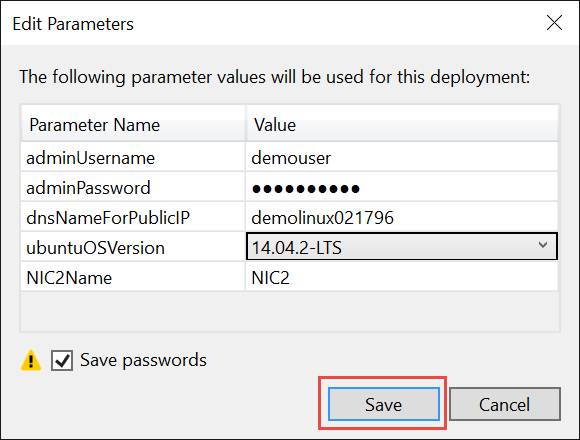 Edit Parameters
The following parameter values will be used for this deployment:
Parameter Name Value
adminUsername demouser
adminPassword ●●●●●●●●●●
dnsNameForPublicIP demolinux021796
ubuntuOSVersion 14.04.2-LTS
NIC2Name NIC2
Save passwords
Save Cancel